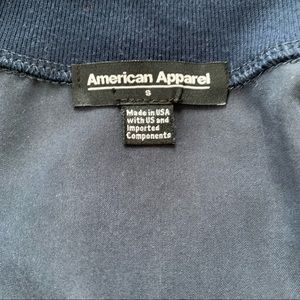 American Apparel
S
Made in USA
with US and
Imported
Components